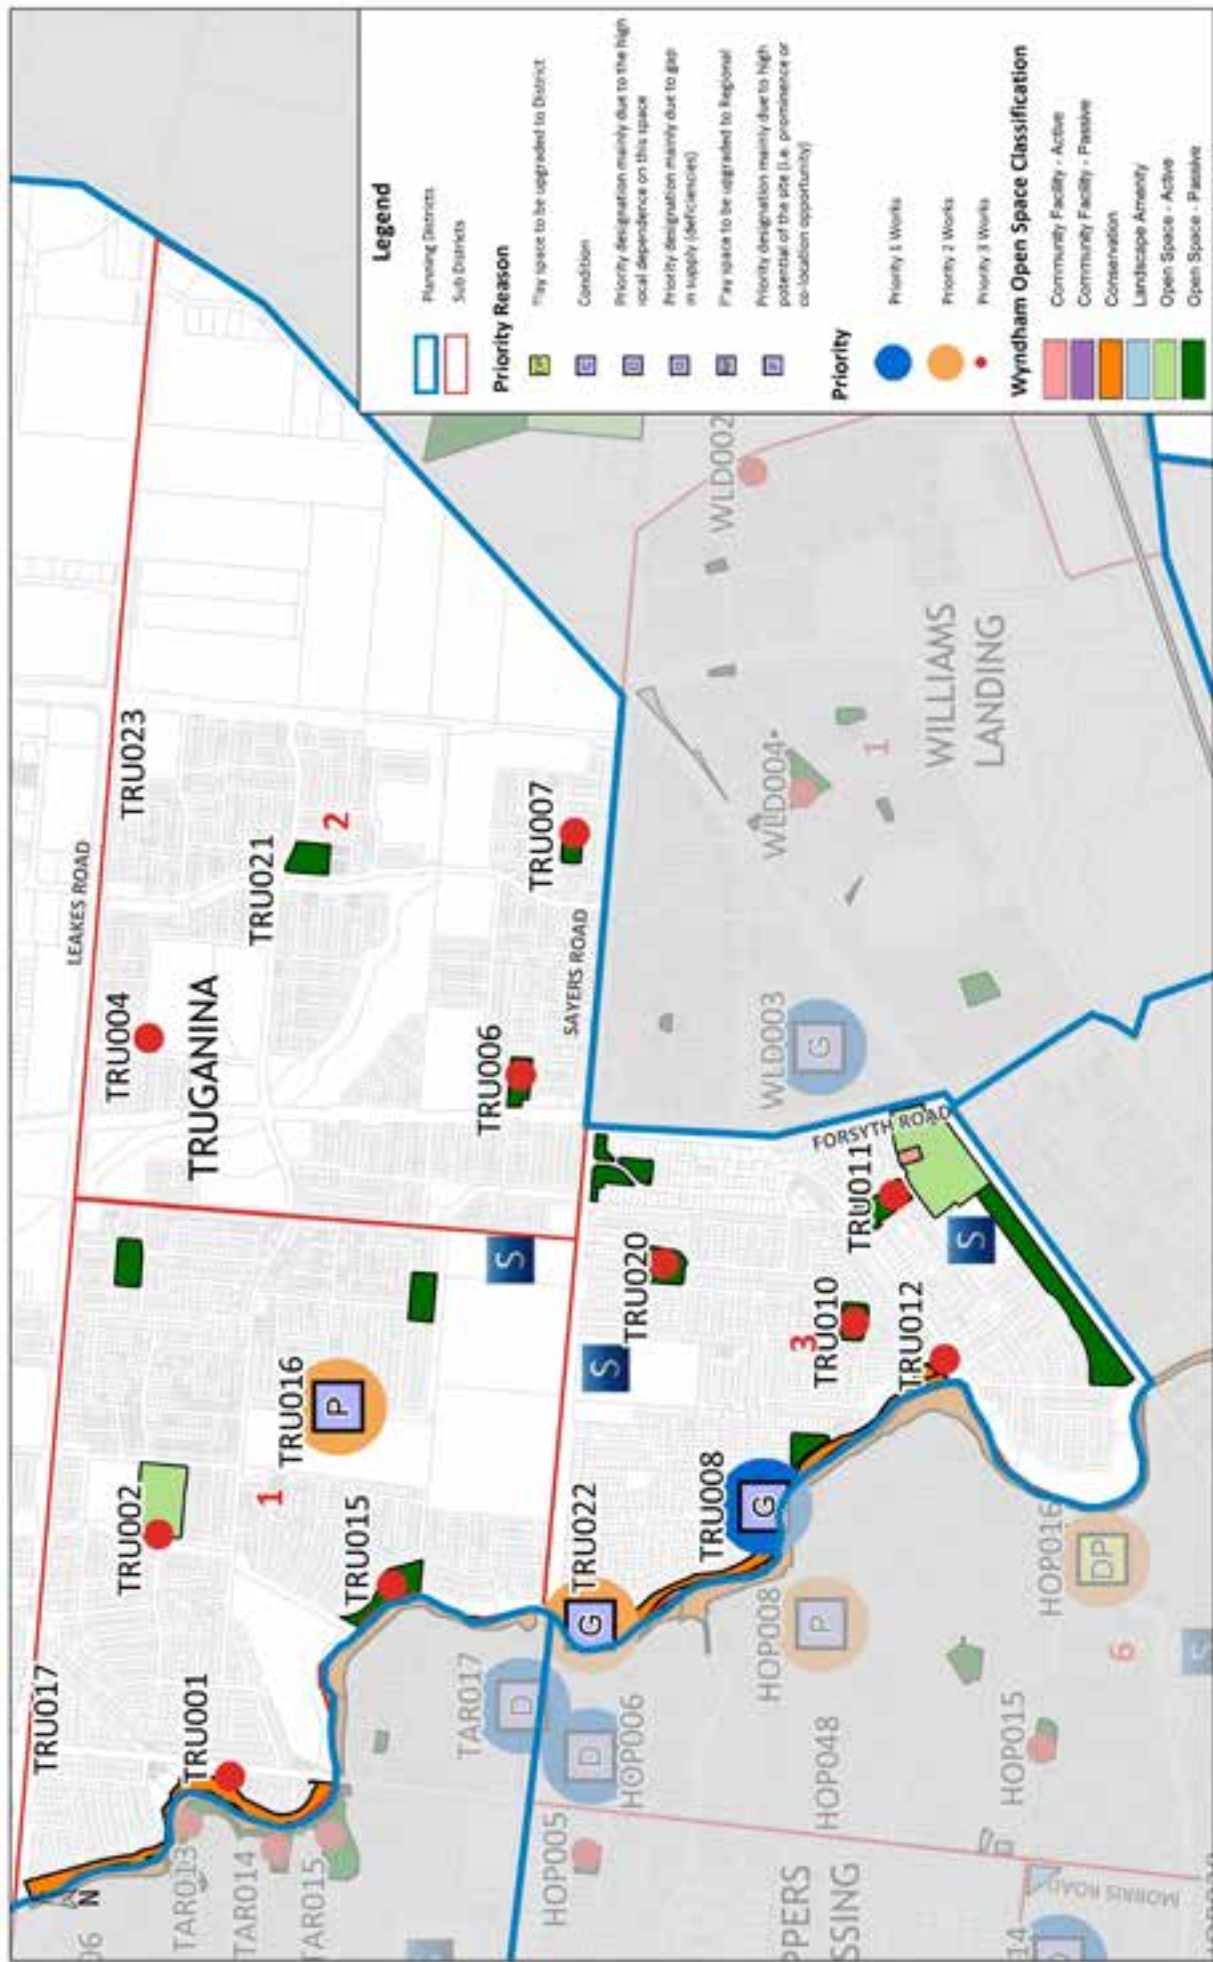 LEAKES ROAD
TRU017
TRU001
TRU002
TRU004
TRU023
TRUGANINA
TRU021
2
1
TRU016
P
TRU015
TRU006
TRU007
S
SAYERS ROAD
TRU022
G
S
TRU020
TRU008
G
3
TRU010
TRU012
TRU011
FORSYTH ROAD
S
N
06
TAR013
TAR014
TAR015
TAR017
D
D
HOP006
HOP005
HOP008
P
HOP048
HOP016
DP
HOP015
6
S
PPERS
SSING
14
D
MORRIS ROAD
WLD003
G
WLD004
1
WLD002
WILLIAMS
LANDING
Legend
Planning Districts
Sub Districts
Priority Reason
Play space to be upgraded to District
Condition
Priority designation mainly due to the high
local dependence on this space
Priority designation mainly due to gap
in supply (deficiencies)
Play space to be upgraded to Regional
Priority designation mainly due to high
potential of the site (i.e. prominence or
co-location opportunity)
Priority
Priority 1 Works
Priority 2 Works
Priority 3 Works
Wyndham Open Space Classification
Community Facility - Active
Community Facility - Passive
Conservation
Landscape Amenity
Open Space - Active
Open Space - Passive